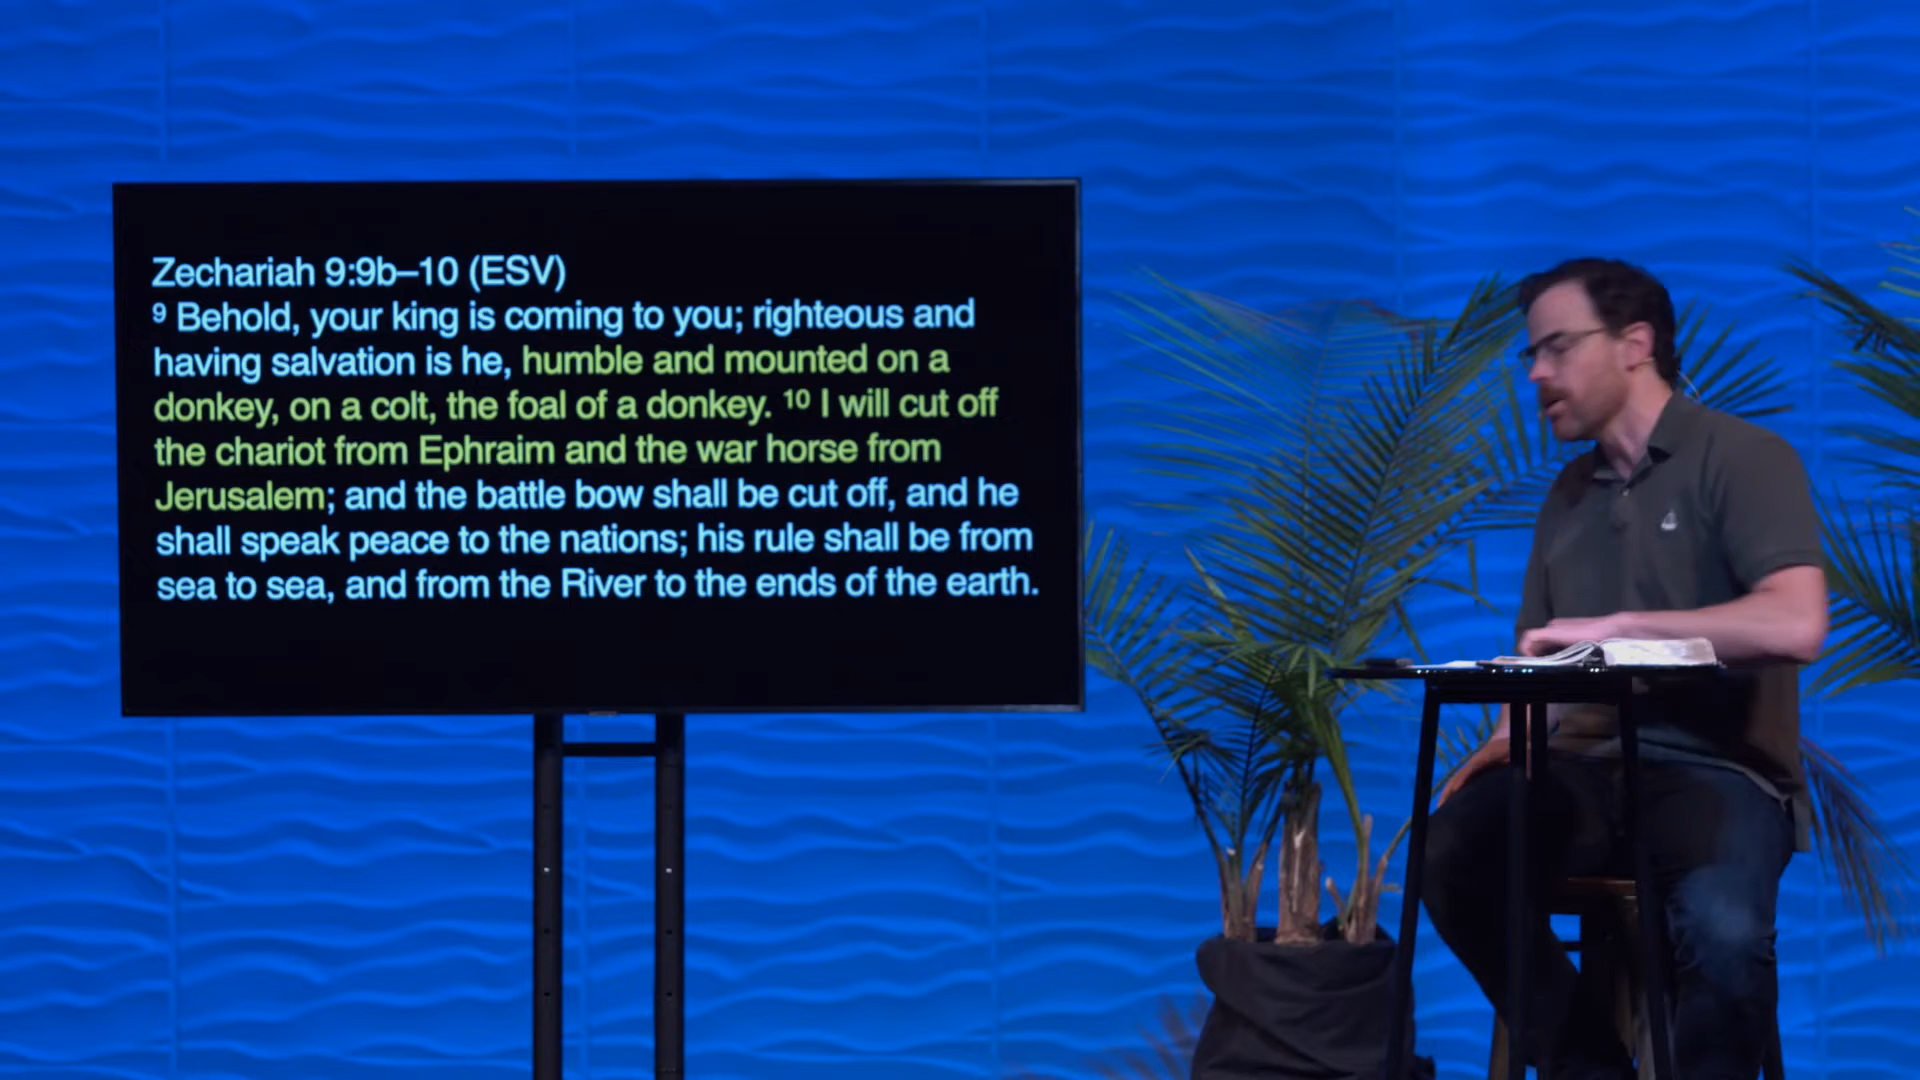 Zechariah 9:9b–10 (ESV)
⁹ Behold, your king is coming to you; righteous and
having salvation is he, humble and mounted on a
donkey, on a colt, the foal of a donkey. ¹⁰ I will cut off
the chariot from Ephraim and the war horse from
Jerusalem; and the battle bow shall be cut off, and he
shall speak peace to the nations; his rule shall be from
sea to sea, and from the River to the ends of the earth.